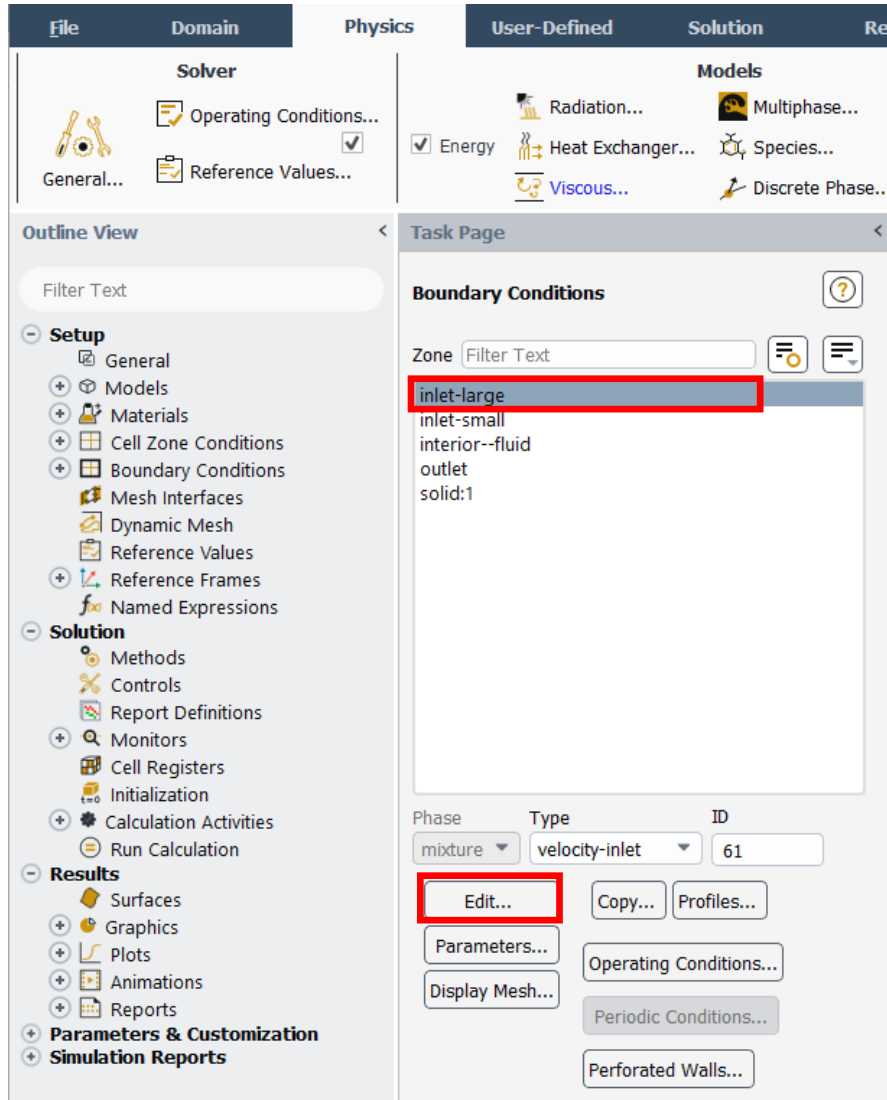 File Domain Physics User-Defined Solution Re
Solver
General...
Operating Conditions...
Reference Values...
Models
Energy
Radiation...
Heat Exchanger...
Viscous...
Multiphase...
Species...
Discrete Phase..
Outline View
Filter Text
Setup
General
Models
Materials
Cell Zone Conditions
Boundary Conditions
Mesh Interfaces
Dynamic Mesh
Reference Values
Reference Frames
Named Expressions
Solution
Methods
Controls
Report Definitions
Monitors
Cell Registers
t=0 Initialization
Calculation Activities
Run Calculation
Results
Surfaces
Graphics
Plots
Animations
Reports
Parameters & Customization
Simulation Reports
Task Page
Boundary Conditions
Zone Filter Text
inlet-large
inlet-small
interior--fluid
outlet
solid:1
Phase Type ID
mixture velocity-inlet 61
Edit... Copy... Profiles...
Parameters...
Operating Conditions...
Display Mesh...
Periodic Conditions...
Perforated Walls...